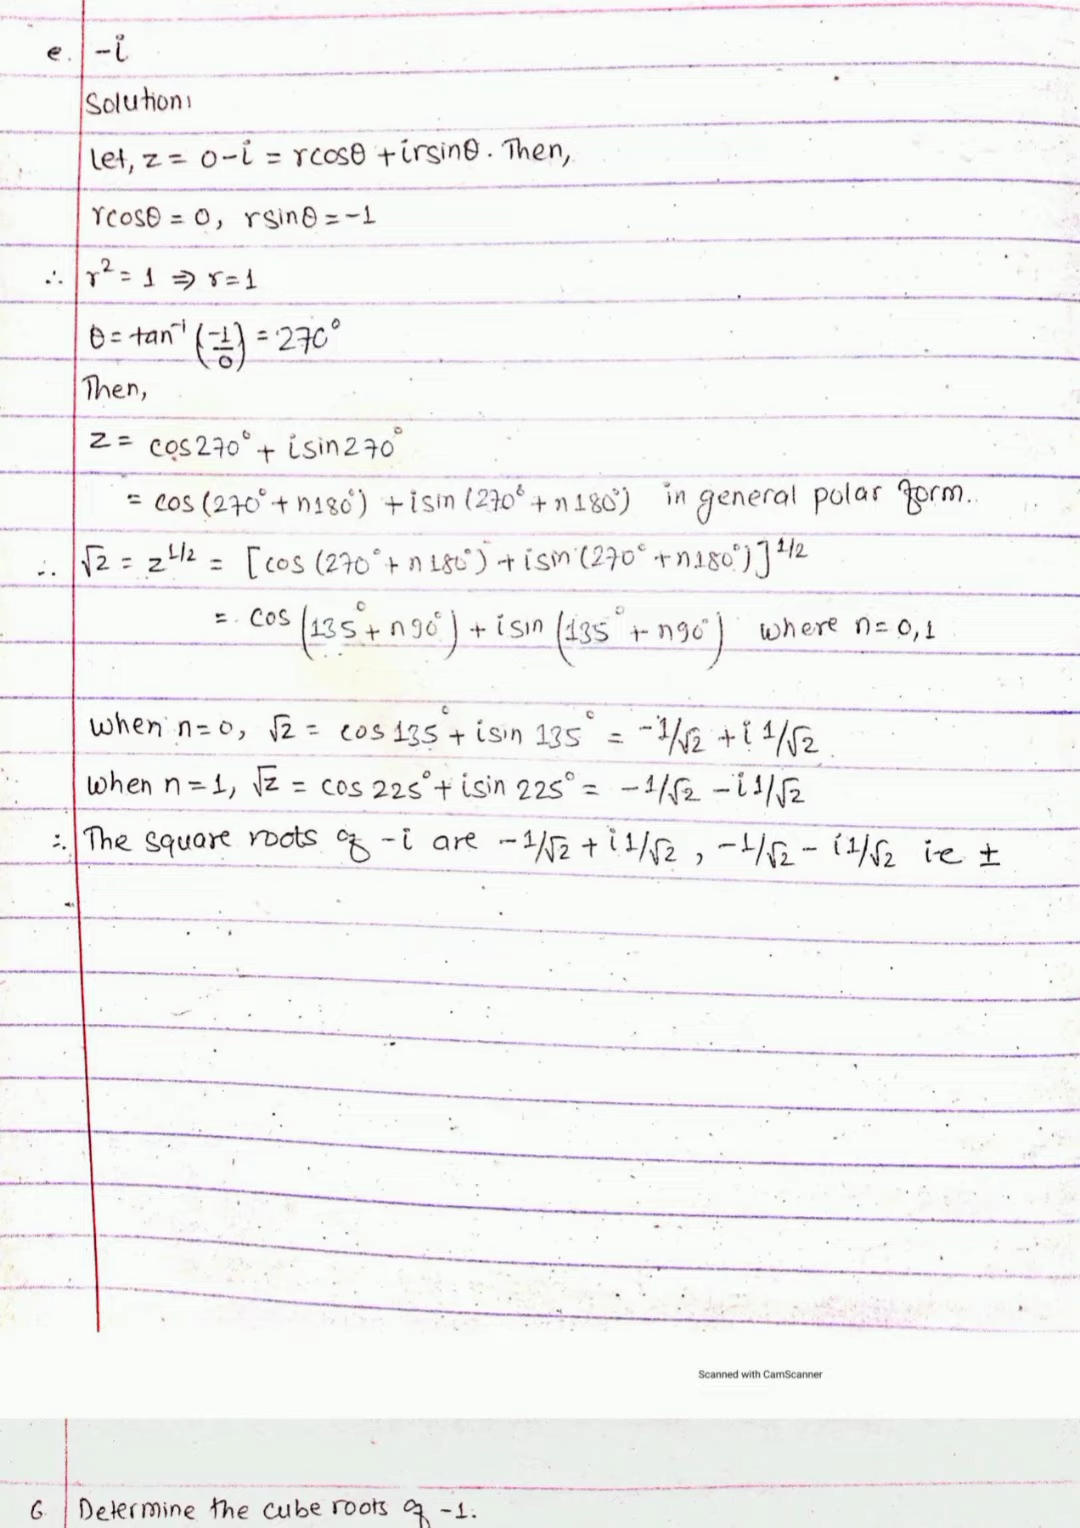 e. -i
Solution:
Let, z = 0-i = rcosθ + irsinθ. Then,
rcosθ = 0, rsinθ = -1
∴ r² = 1 ⇒ r=1
θ = tan⁻¹ (-1/0) = 270°
Then,
z = cos270° + isin270°
= cos (270° + n180°) + isin (270° + n180°) in general polar form.
∴ √z = z^1/2 = [cos (270° + n180°) + isin (270° + n180°)]^1/2
= cos (135° + n90°) + isin (135° + n90°) where n = 0,1
when n=0, √z = cos 135° + isin 135° = -1/√2 + i 1/√2
when n=1, √z = cos 225° + isin 225° = -1/√2 - i1/√2
∴ The square roots of -i are -1/√2 + i1/√2, -1/√2 - i1/√2 i.e ±
Scanned with CamScanner
6 Determine the cube roots of -1.